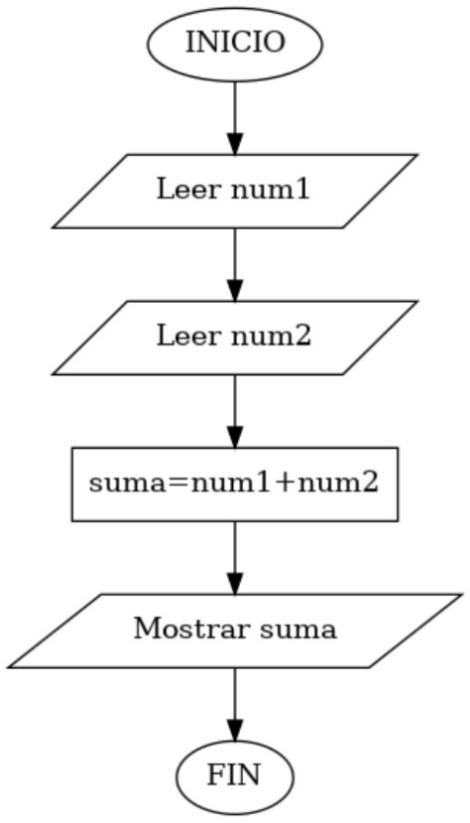 INICIO
Leer num1
Leer num2
suma=num1+num2
Mostrar suma
FIN